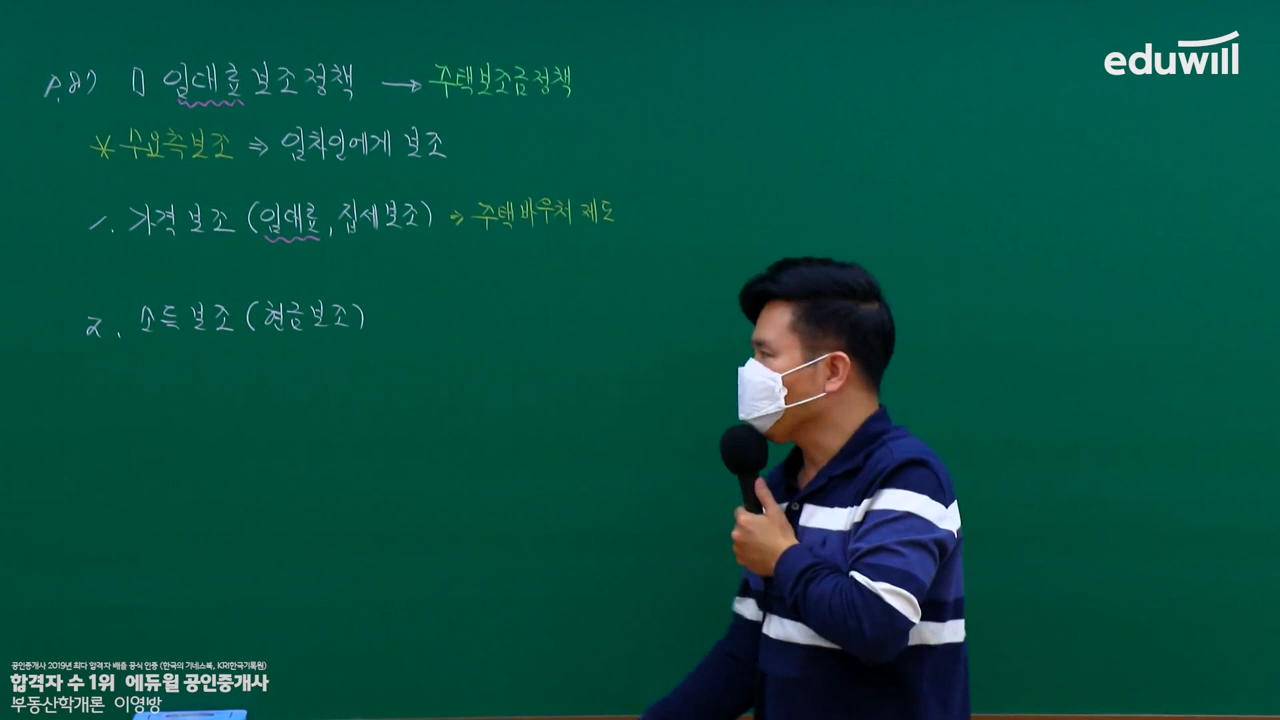 P.87 ▯ 임대료 보조정책 → 주택보조금정책
* 수요측보조 ⇒ 임차인에게 보조
1. 가격 보조 (임대료, 집세보조) ⇒ 주택바우처 제도
2. 소득보조 (현금보조)
eduwill
공인중개사 2019년 최다 합격자 배출 공식 인증 (한국의 기네스북, KRI한국기록원)
합격자 수 1위 에듀윌 공인중개사
부동산학개론 이영방